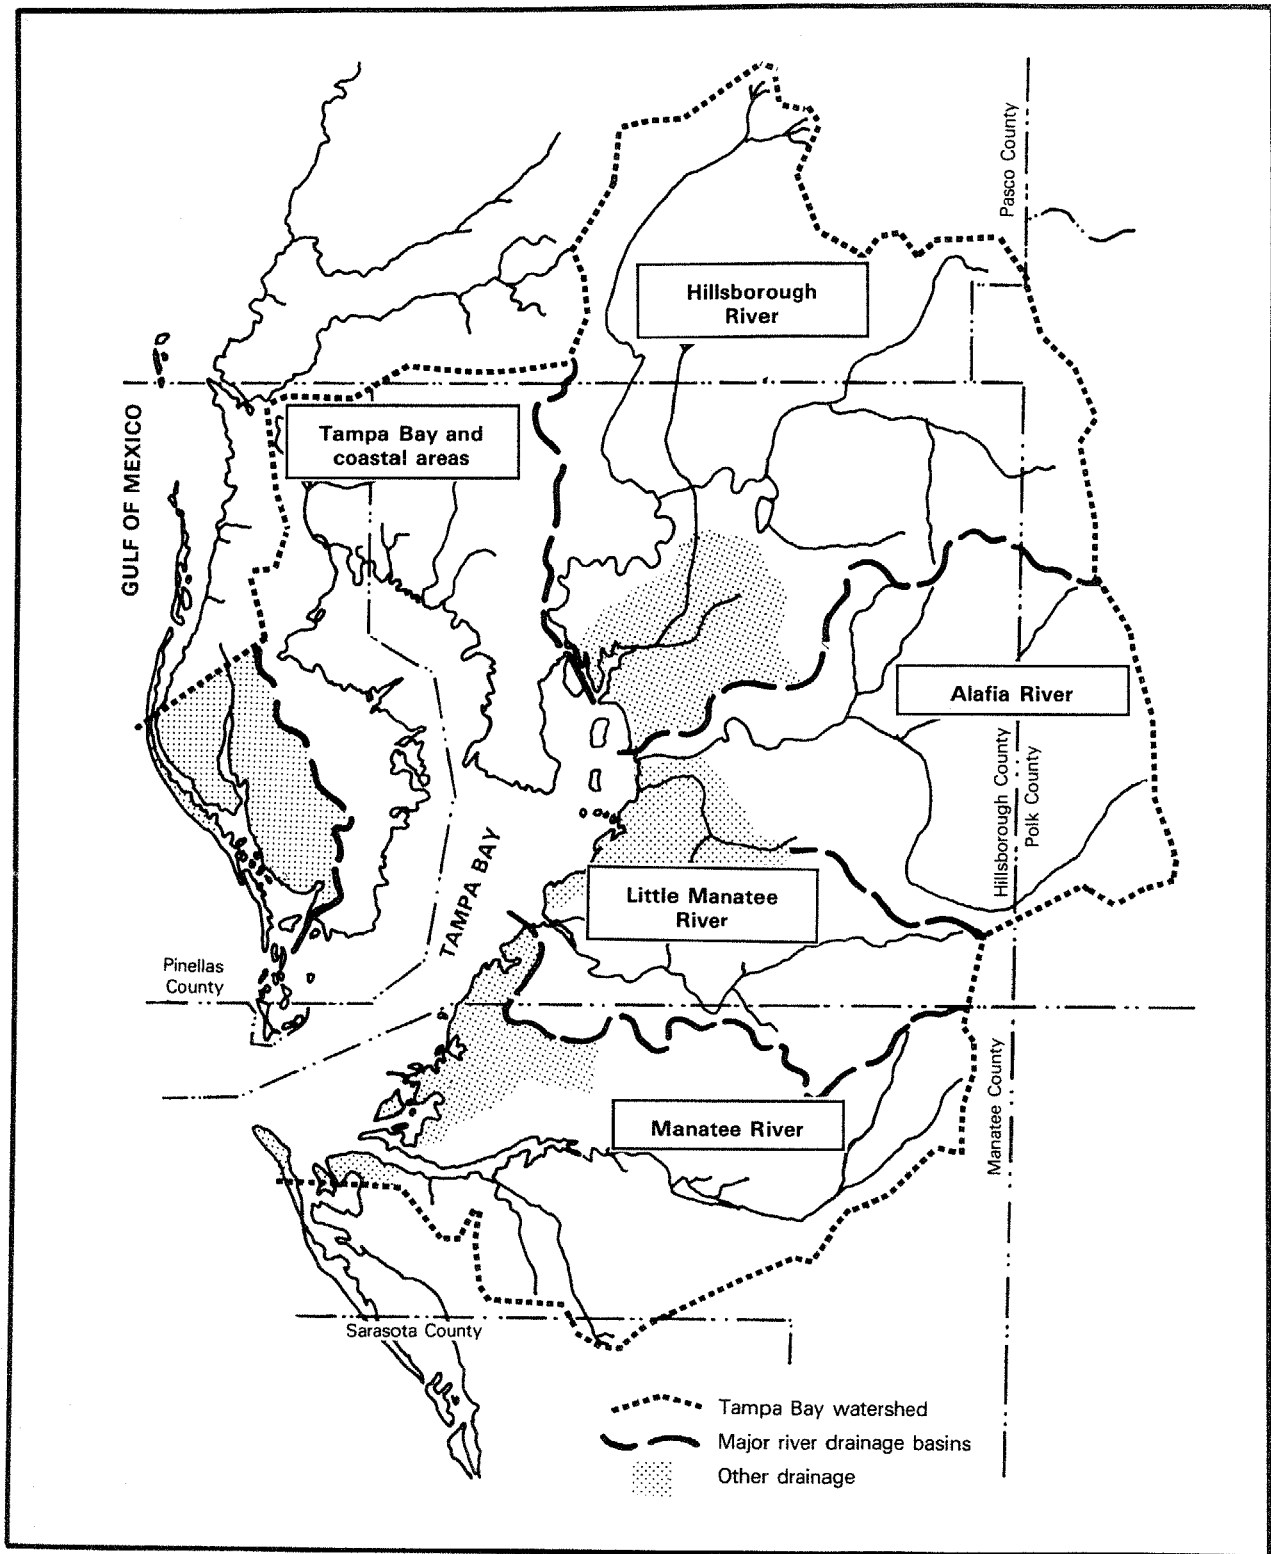 Pasco County
Hillsborough
River
GULF OF MEXICO
Tampa Bay and
coastal areas
Alafia River
Hillsborough County
Polk County
TAMPA BAY
Little Manatee
River
Pinellas
County
Manatee County
Manatee River
Sarasota County
Tampa Bay watershed
Major river drainage basins
Other drainage